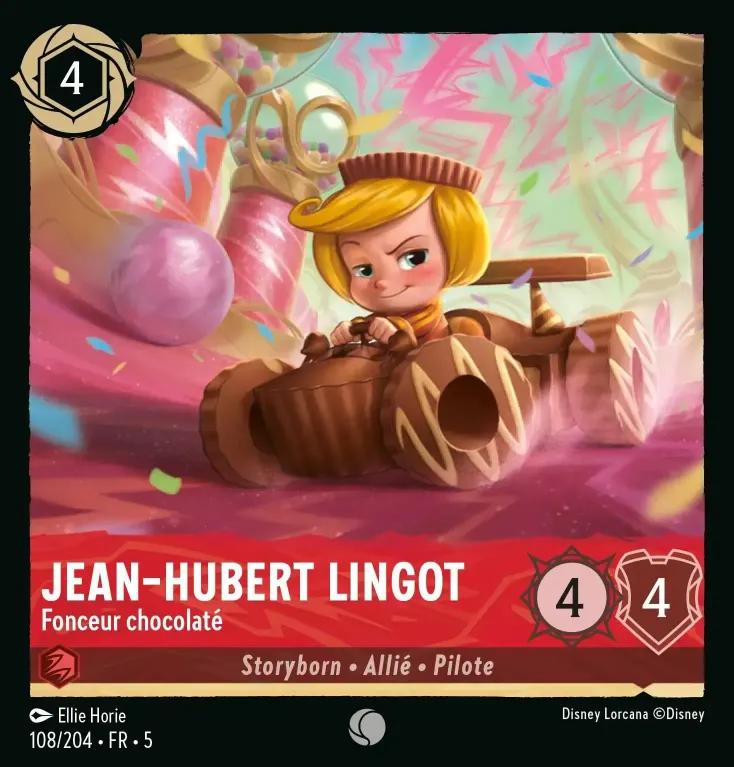 4
JEAN-HUBERT LINGOT
Fonceur chocolaté
4 4
Storyborn • Allié • Pilote
Ellie Horie
Disney Lorcana ©Disney
108/204 • FR • 5